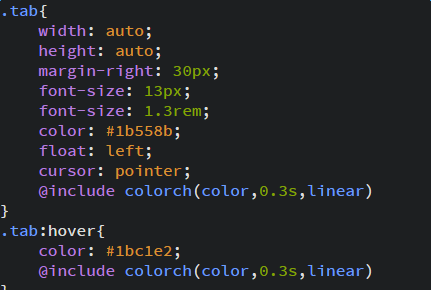 .tab{
width: auto;
height: auto;
margin-right: 30px;
font-size: 13px;
font-size: 1.3rem;
color: #1b558b;
float: left;
cursor: pointer;
@include colorch(color,0.3s,linear)
}
.tab:hover{
color: #1bc1e2;
@include colorch(color,0.3s,linear)
}